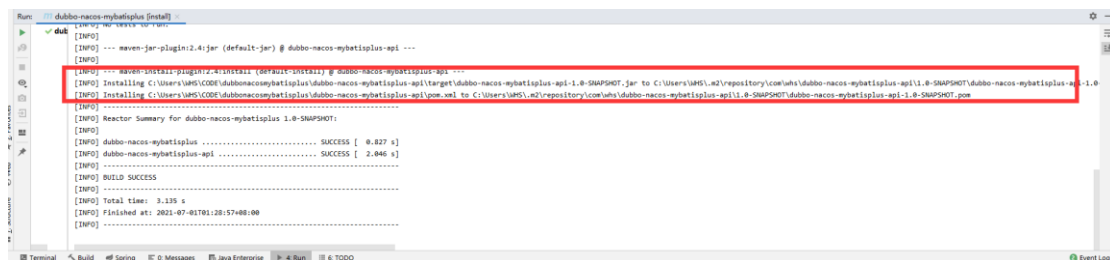 Run: dubbo-nacos-mybatisplus [install] ×
[INFO] No tests to run.
dub
[INFO]
[INFO] --- maven-jar-plugin:2.4:jar (default-jar) @ dubbo-nacos-mybatisplus-api ---
[INFO]
[INFO] --- maven-install-plugin:2.4:install (default-install) @ dubbo-nacos-mybatisplus-api ---
[INFO] Installing C:\Users\WHS\CODE\dubbonacosmybatisplus\dubbo-nacos-mybatisplus-api\target\dubbo-nacos-mybatisplus-api-1.0-SNAPSHOT.jar to C:\Users\WHS\.m2\repository\com\whs\dubbo-nacos-mybatisplus-api\1.0-SNAPSHOT\dubbo-nacos-mybatisplus-api-1.0-
[INFO] Installing C:\Users\WHS\CODE\dubbonacosmybatisplus\dubbo-nacos-mybatisplus-api\pom.xml to C:\Users\WHS\.m2\repository\com\whs\dubbo-nacos-mybatisplus-api\1.0-SNAPSHOT\dubbo-nacos-mybatisplus-api-1.0-SNAPSHOT.pom
[INFO] ------------------------------------------------------------------------
[INFO] Reactor Summary for dubbo-nacos-mybatisplus 1.0-SNAPSHOT:
[INFO]
[INFO] dubbo-nacos-mybatisplus ............................ SUCCESS [  0.827 s]
[INFO] dubbo-nacos-mybatisplus-api ........................ SUCCESS [  2.046 s]
[INFO] ------------------------------------------------------------------------
[INFO] BUILD SUCCESS
[INFO] ------------------------------------------------------------------------
[INFO] Total time:  3.135 s
[INFO] Finished at: 2021-07-01T01:28:57+08:00
[INFO] ------------------------------------------------------------------------
Terminal Build Spring 0: Messages Java Enterprise 4: Run 6: TODO Event Log